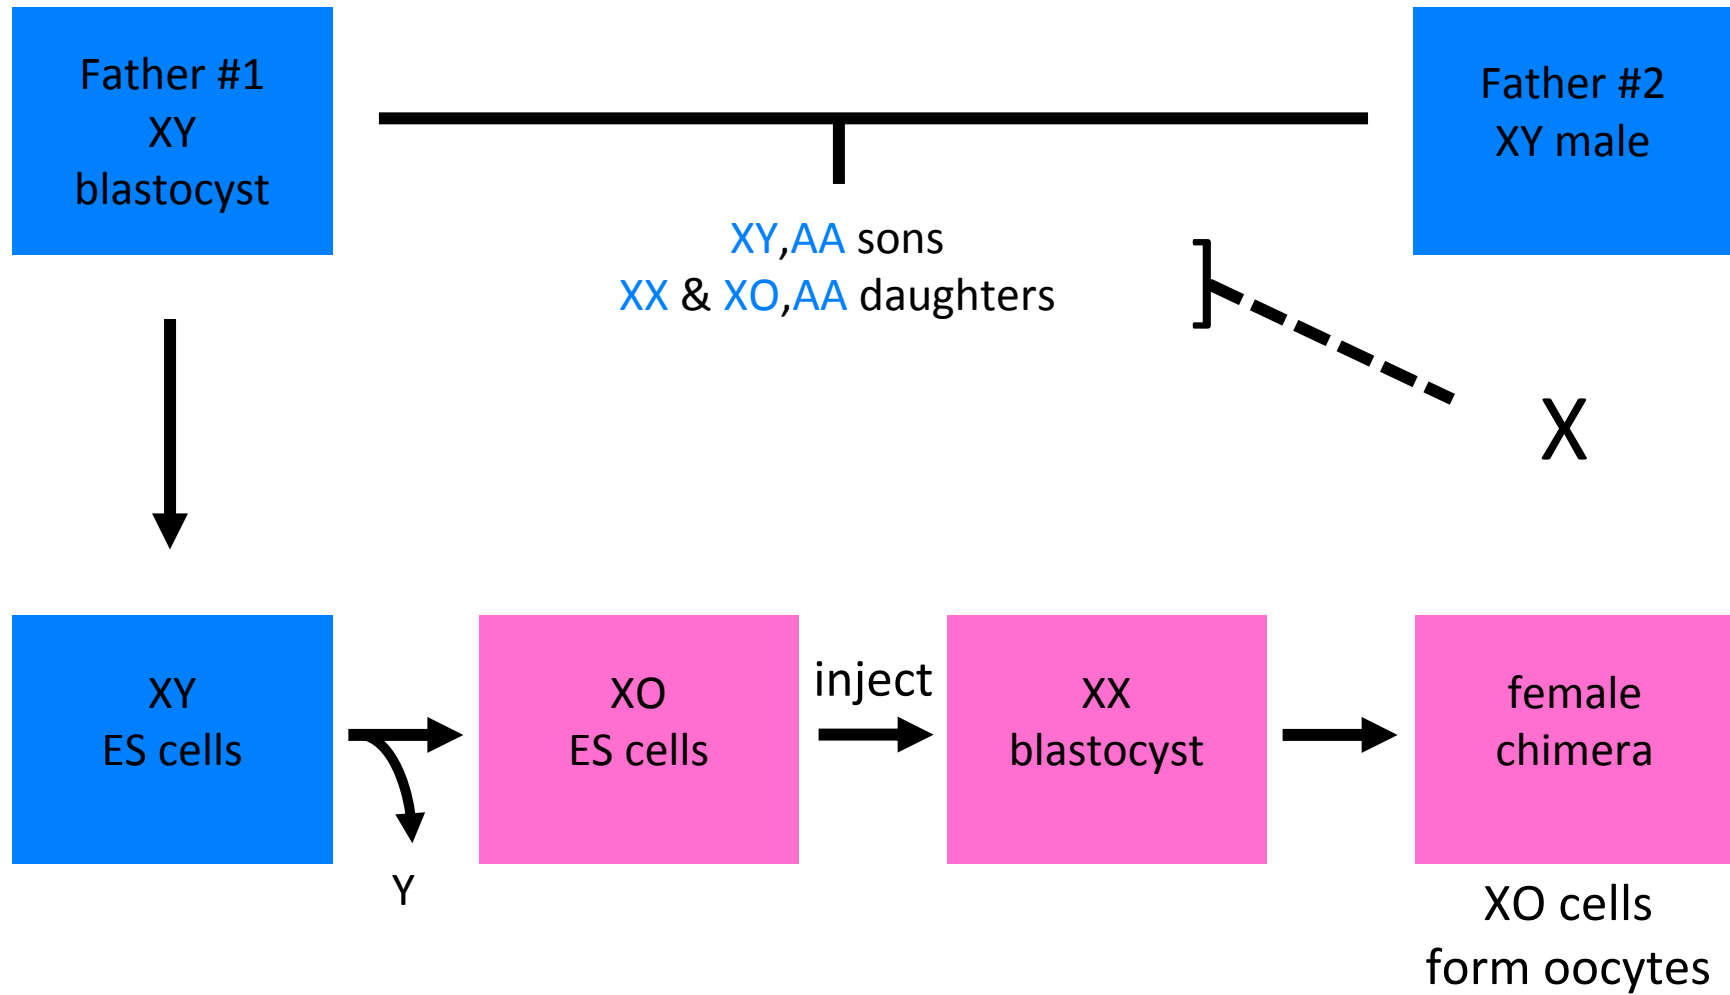 Father #1
XY
blastocyst
Father #2
XY male
XY,AA sons
XX & XO,AA daughters
X
XY
ES cells
Y
XO
ES cells
inject
XX
blastocyst
female
chimera
XO cells
form oocytes